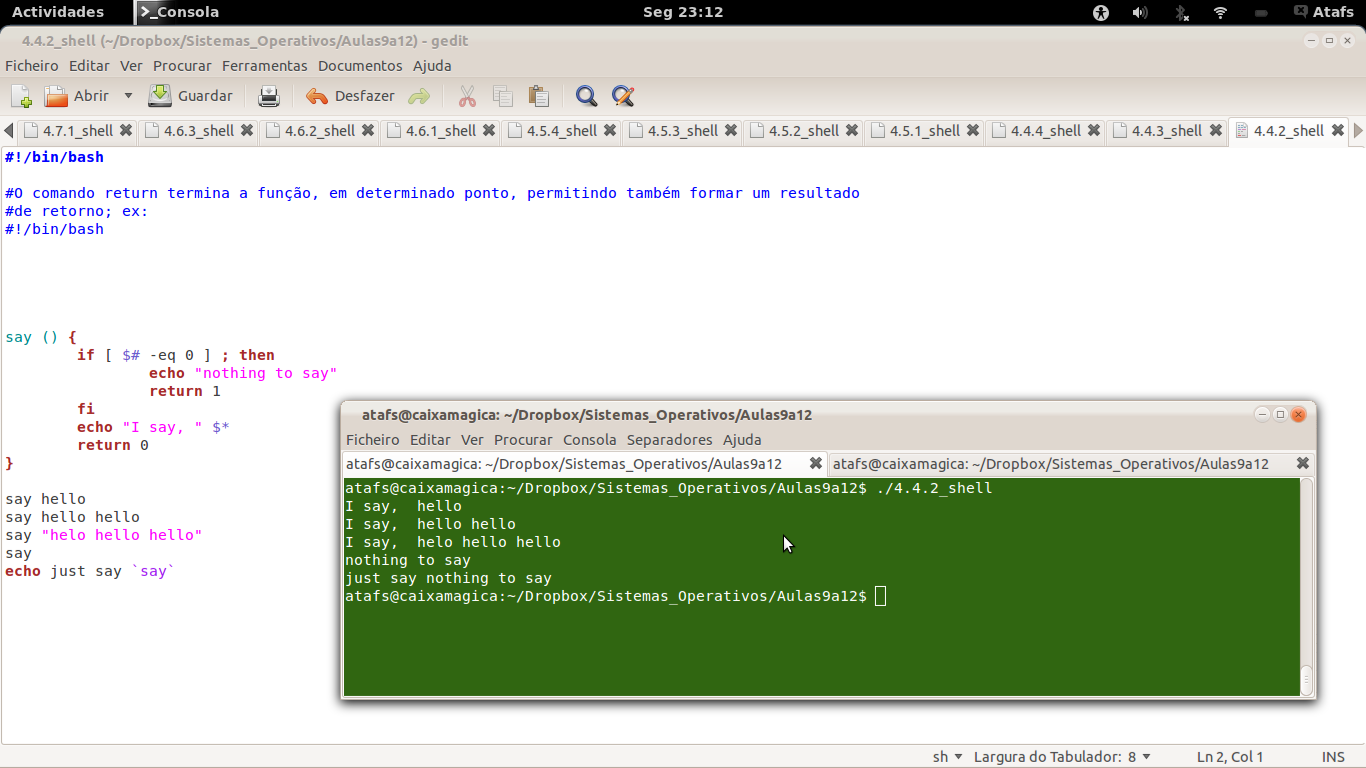 Actividades >_Consola Seg 23:12 Atafs
4.4.2_shell (~/Dropbox/Sistemas_Operativos/Aulas9a12) - gedit
Ficheiro Editar Ver Procurar Ferramentas Documentos Ajuda
Abrir Guardar Desfazer
4.7.1_shell 4.6.3_shell 4.6.2_shell 4.6.1_shell 4.5.4_shell 4.5.3_shell 4.5.2_shell 4.5.1_shell 4.4.4_shell 4.4.3_shell 4.4.2_shell
#!/bin/bash
#O comando return termina a função, em determinado ponto, permitindo também formar um resultado
#de retorno; ex:
#!/bin/bash
say () {
if [ $# -eq 0 ] ; then
echo "nothing to say"
return 1
fi
echo "I say, " $*
return 0
}
say hello
say hello hello
say "helo hello hello"
say
echo just say `say`
atafs@caixamagica: ~/Dropbox/Sistemas_Operativos/Aulas9a12
Ficheiro Editar Ver Procurar Consola Separadores Ajuda
atafs@caixamagica: ~/Dropbox/Sistemas_Operativos/Aulas9a12 atafs@caixamagica: ~/Dropbox/Sistemas_Operativos/Aulas9a12
atafs@caixamagica:~/Dropbox/Sistemas_Operativos/Aulas9a12$ ./4.4.2_shell
I say,  hello
I say,  hello hello
I say,  helo hello hello
nothing to say
just say nothing to say
atafs@caixamagica:~/Dropbox/Sistemas_Operativos/Aulas9a12$
sh Largura do Tabulador: 8 Ln 2, Col 1 INS